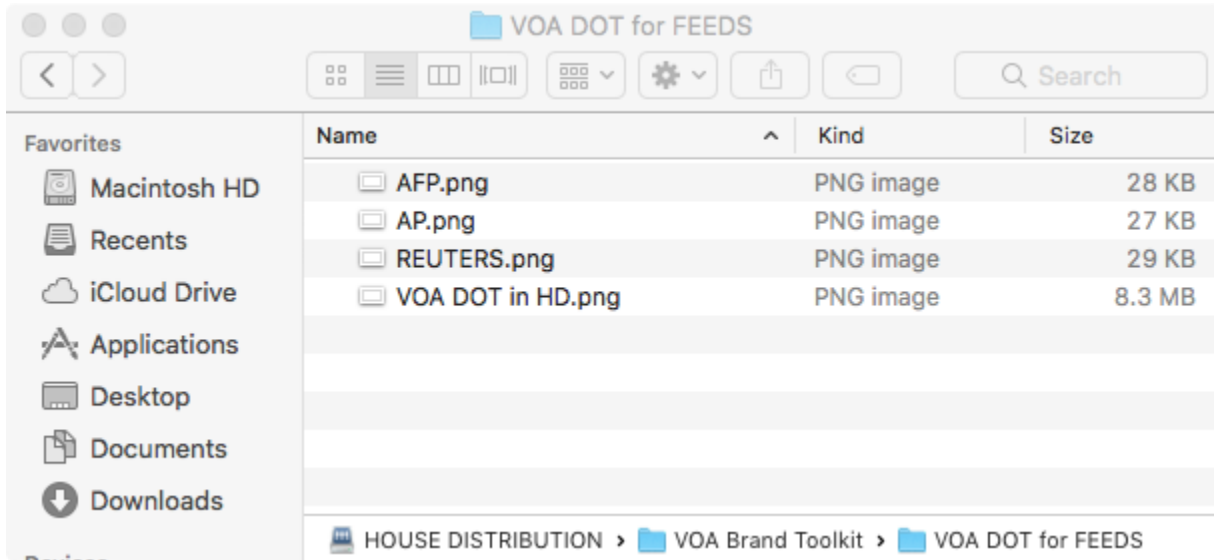 VOA DOT for FEEDS
Search
Favorites
Macintosh HD
Recents
iCloud Drive
Applications
Desktop
Documents
Downloads
Name Kind Size
AFP.png PNG image 28 KB
AP.png PNG image 27 KB
REUTERS.png PNG image 29 KB
VOA DOT in HD.png PNG image 8.3 MB
HOUSE DISTRIBUTION › VOA Brand Toolkit › VOA DOT for FEEDS